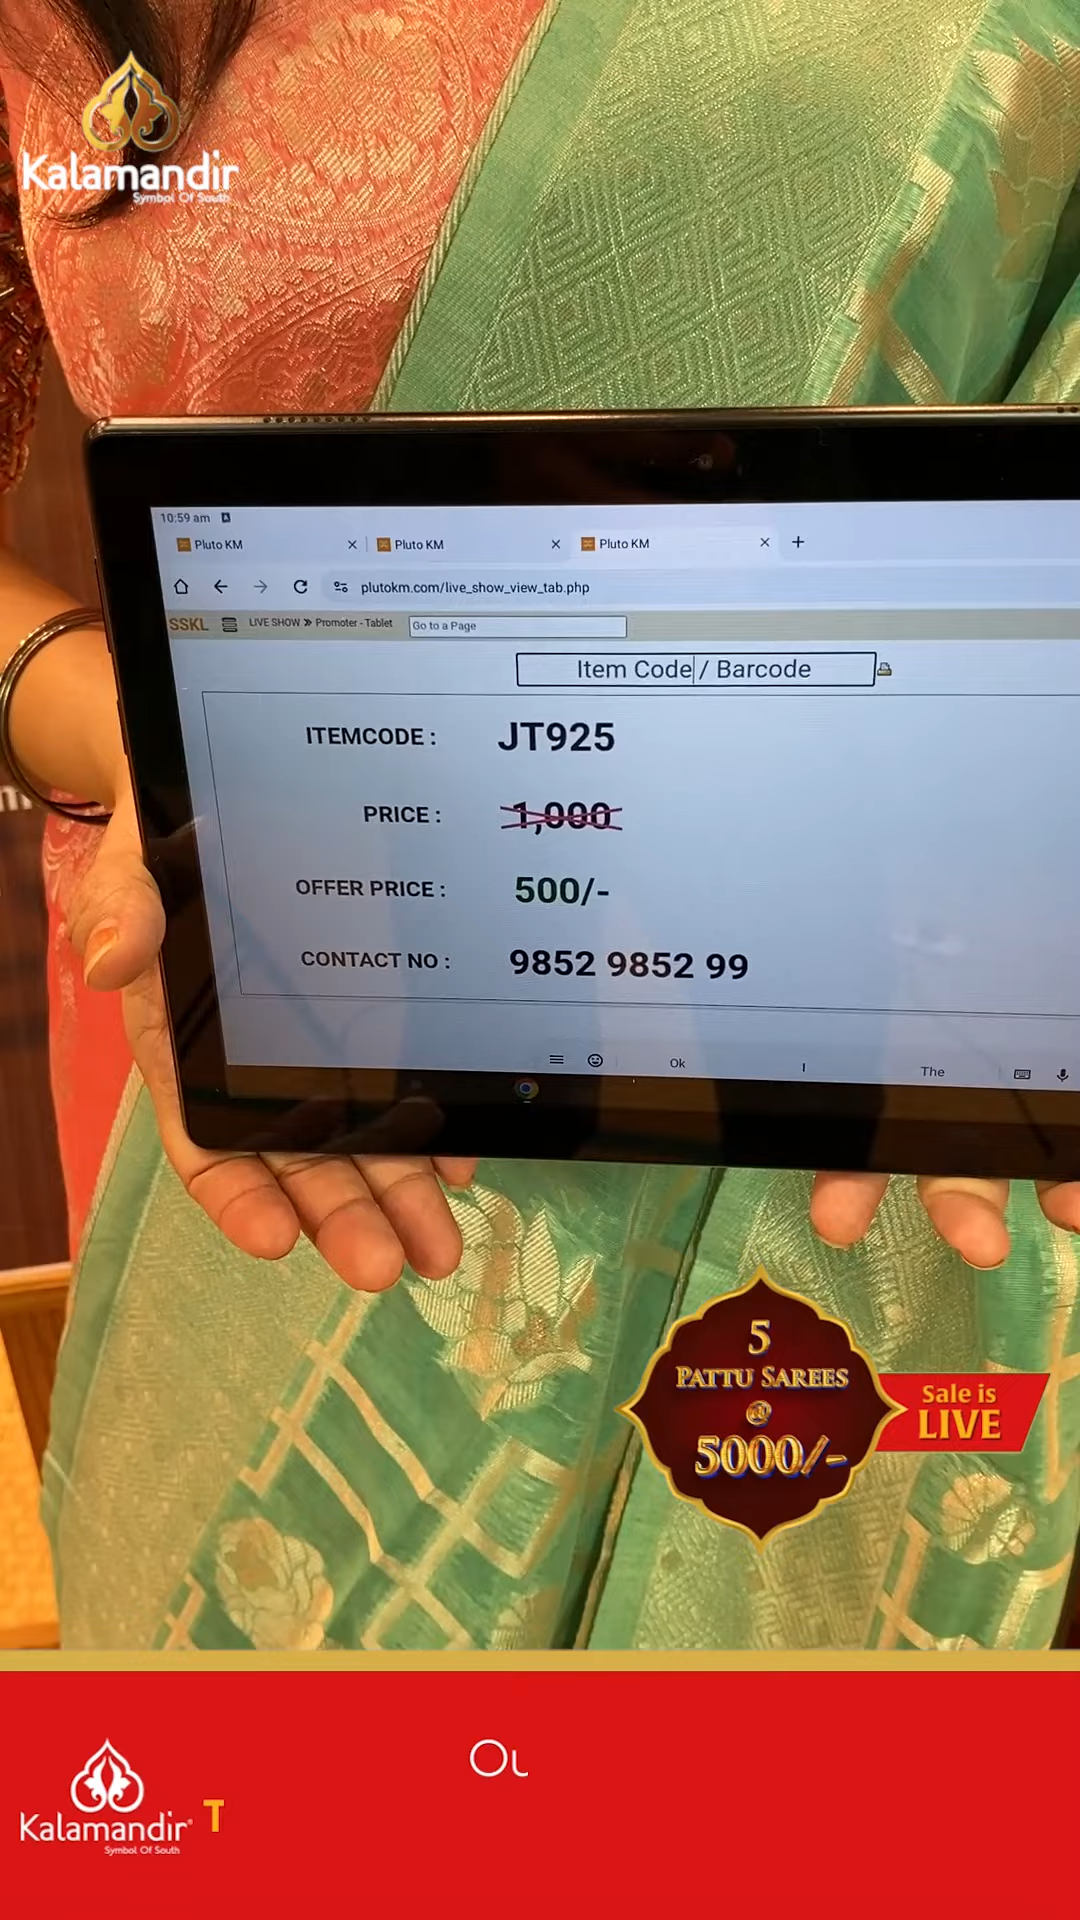 Kalamandir
Symbol Of South
10:59 am
Pluto KM
Pluto KM
Pluto KM
plutokm.com/live_show_view_tab.php
SSKL
LIVE SHOW » Promoter - Tablet
Go to a Page
Item Code / Barcode
ITEMCODE : JT925
PRICE : 1,000
OFFER PRICE : 500/-
CONTACT NO : 9852 9852 99
Ok
I
The
5
PATTU SAREES
@
5000/-
Sale is
LIVE
Kalamandir
Symbol Of South
T